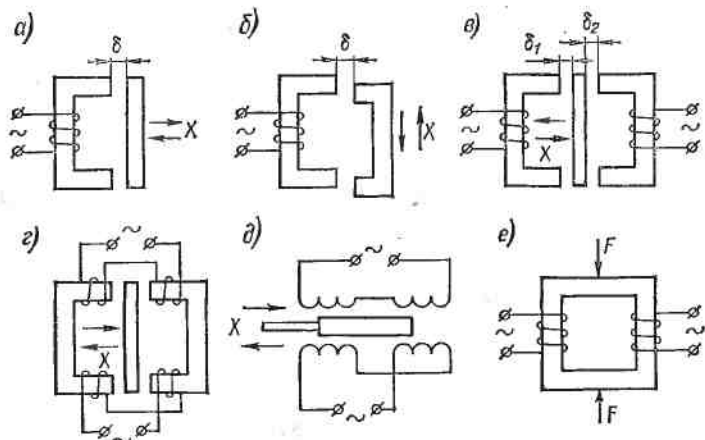 а) δ X ~
б) δ X ~
в) δ₁ δ₂ X ~ ~
г) ~ X ~
д) ~ X ~
е) F ~ ~ F